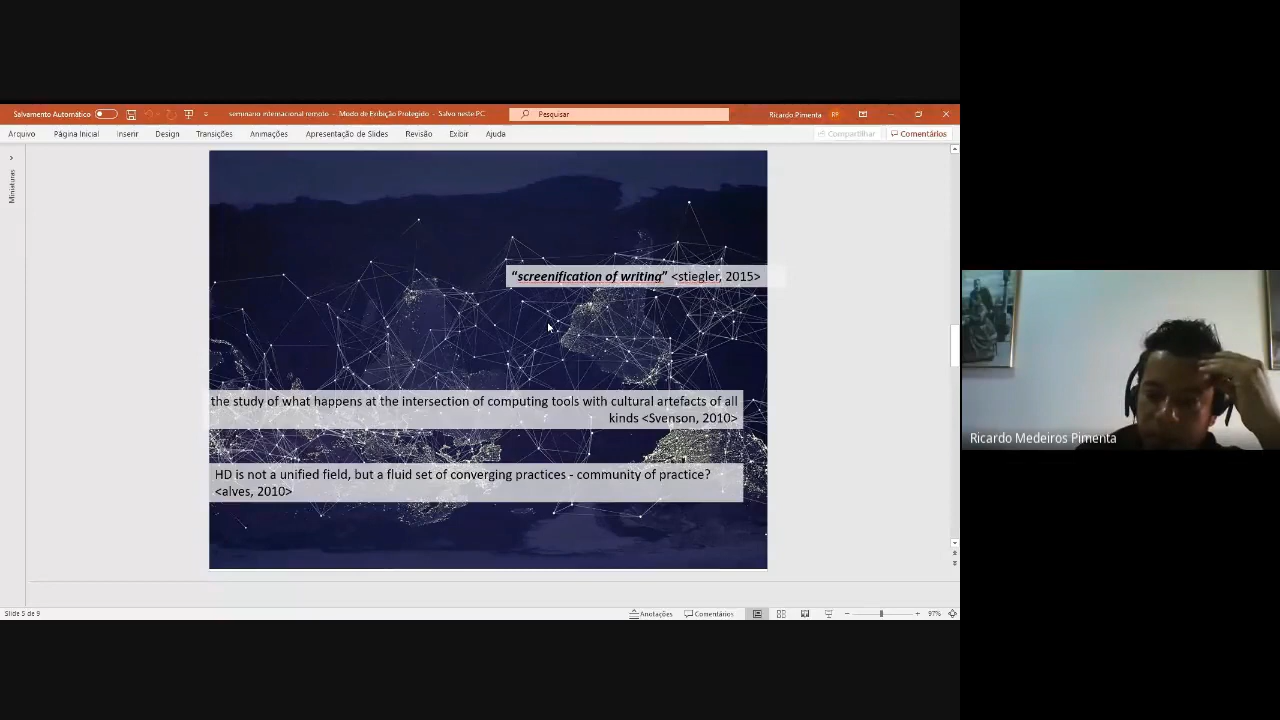 Salvamento Automático
seminario internacional remoto - Modo de Exibição Protegido - Salvo neste PC
Pesquisar
Ricardo Pimenta
RP
Arquivo Página Inicial Inserir Design Transições Animações Apresentação de Slides Revisão Exibir Ajuda
Compartilhar Comentários
Miniaturas
“screenification of writing” <stiegler, 2015>
the study of what happens at the intersection of computing tools with cultural artefacts of all
kinds <Svenson, 2010>
Ricardo Medeiros Pimenta
HD is not a unified field, but a fluid set of converging practices - community of practice?
<alves, 2010>
Slide 5 de 9
Anotações Comentários 97%